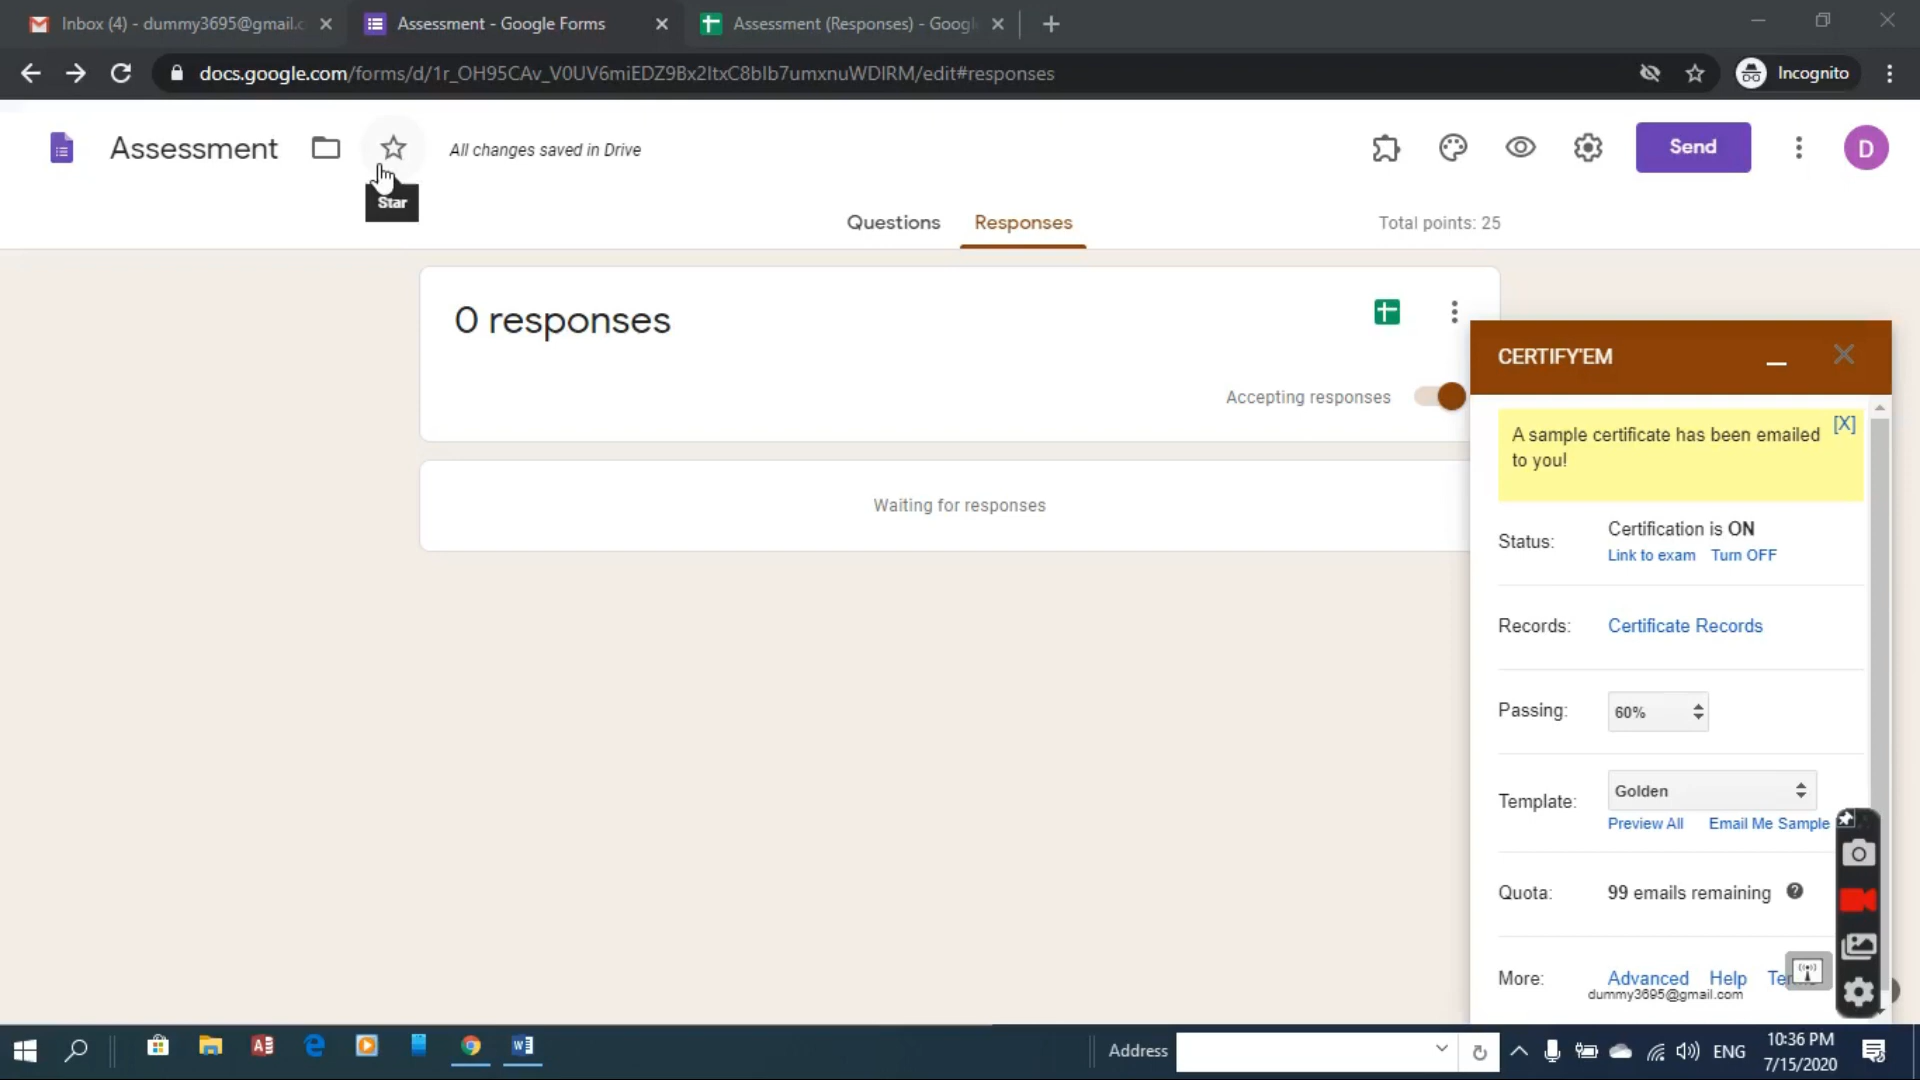 Inbox (4) - dummy3695@gmail.c
Assessment - Google Forms
Assessment (Responses) - Googl
docs.google.com/forms/d/1r_OH95CAv_V0UV6miEDZ9Bx2ItxC8bIb7umxnuWDIRM/edit#responses
Incognito
Assessment
All changes saved in Drive
Send
D
Star
Questions
Responses
Total points: 25
0 responses
Accepting responses
Waiting for responses
CERTIFY'EM
A sample certificate has been emailed
to you!
[X]
Status:
Certification is ON
Link to exam Turn OFF
Records:
Certificate Records
Passing:
60%
Template:
Golden
Preview All Email Me Sample
Quota:
99 emails remaining
More:
Advanced Help
dummy3695@gmail.com
Address
ENG
10:36 PM
7/15/2020